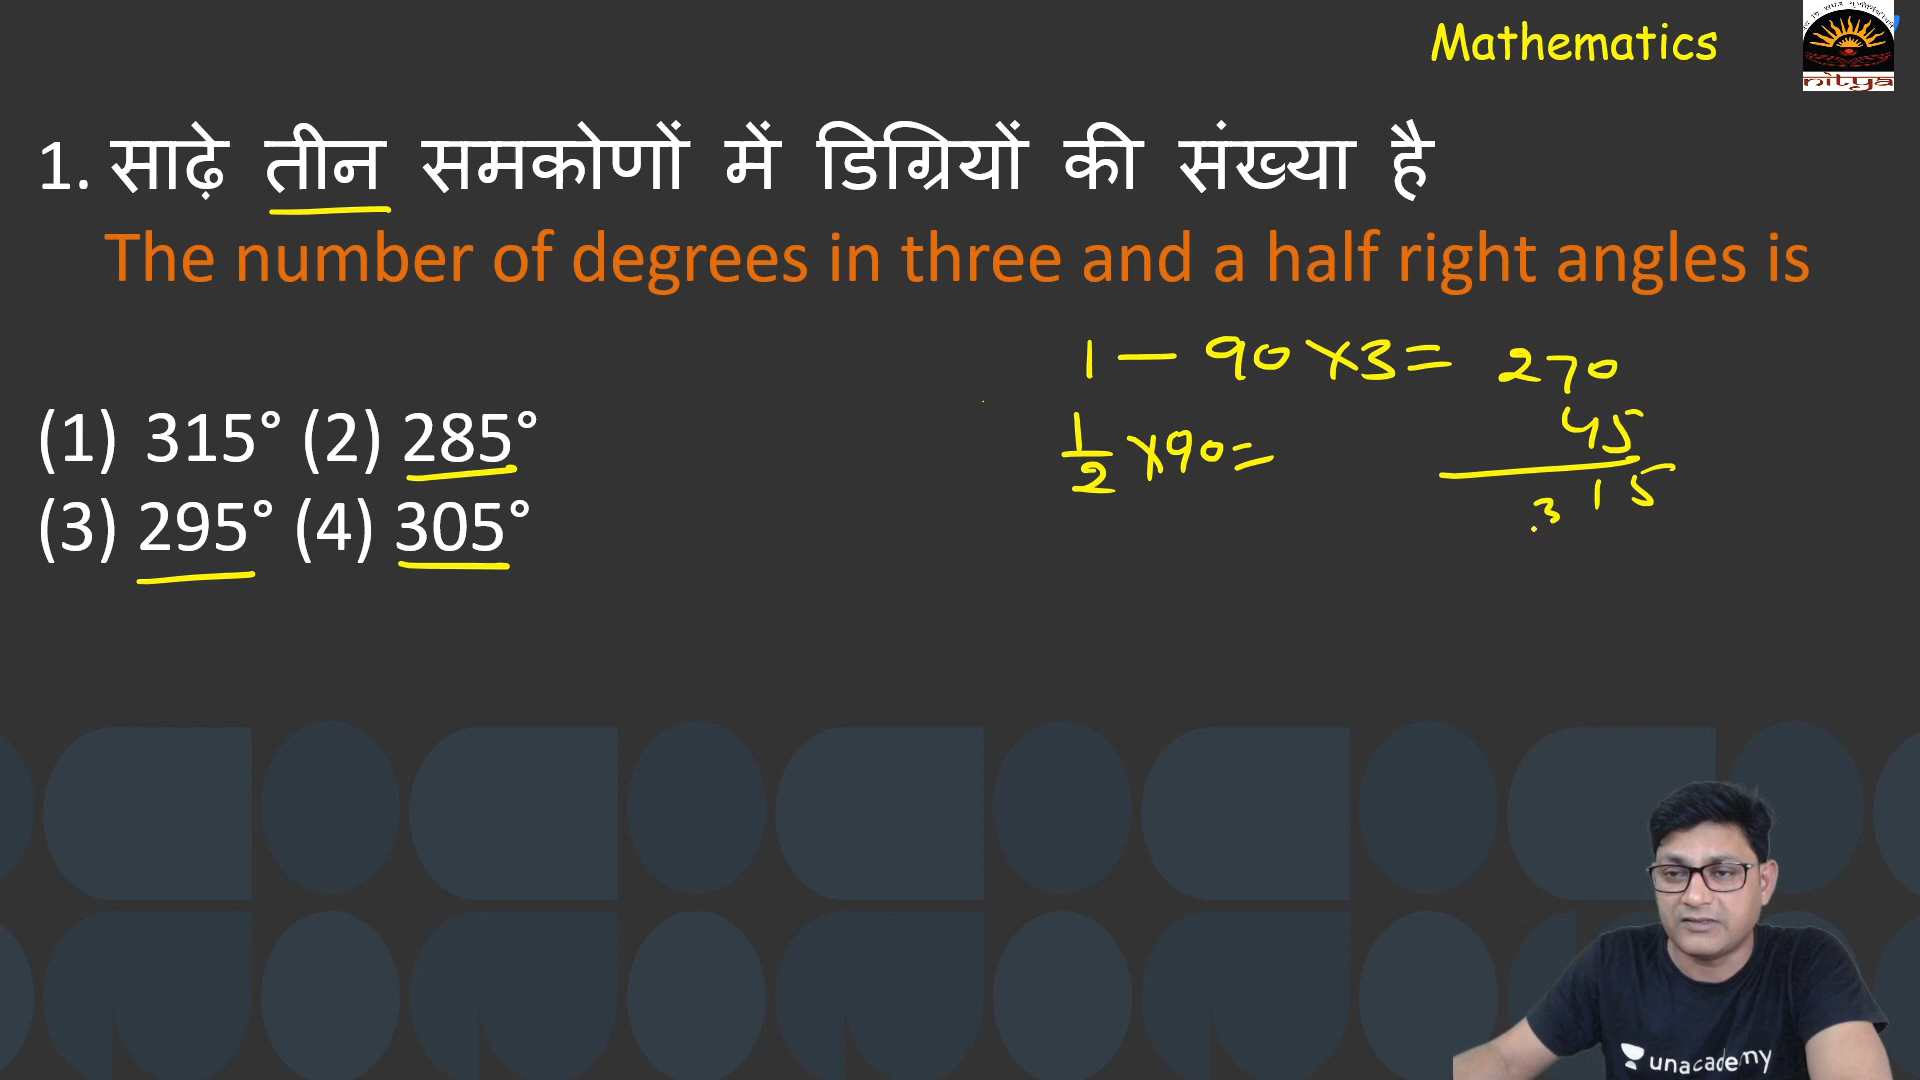 Mathematics
nitya
1. साढ़े तीन समकोणों में डिग्रियों की संख्या है
The number of degrees in three and a half right angles is
1 — 90 × 3 = 270
(1) 315° (2) 285°
1/2 × 90 = 45
315
(3) 295° (4) 305°
unacademy